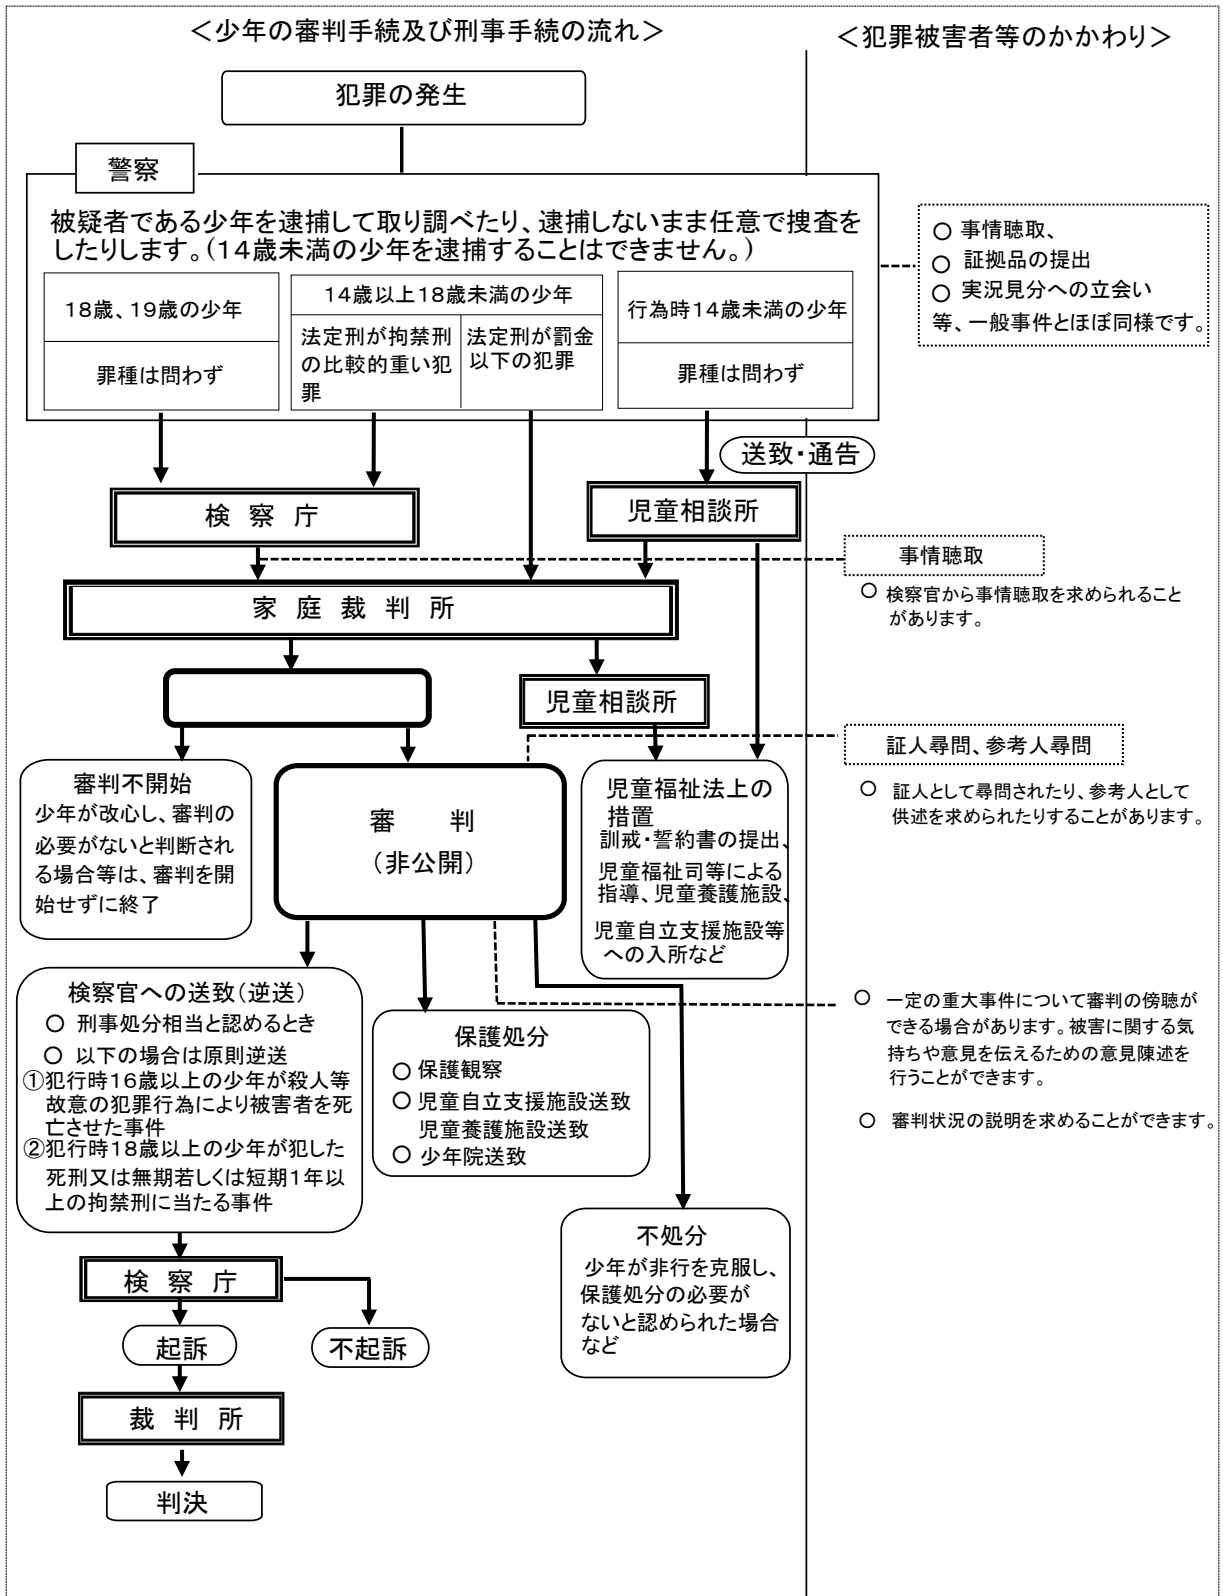 ＜少年の審判手続及び刑事手続の流れ＞
＜犯罪被害者等のかかわり＞
犯罪の発生
警察
被疑者である少年を逮捕して取り調べたり、逮捕しないまま任意で捜査を
したりします。（１４歳未満の少年を逮捕することはできません。）
１８歳、１９歳の少年
罪種は問わず
１４歳以上１８歳未満の少年
法定刑が拘禁刑
の比較的重い犯
罪
法定刑が罰金
以下の犯罪
行為時１４歳未満の少年
罪種は問わず
○ 事情聴取、
○ 証拠品の提出
○ 実況見分への立会い
等、一般事件とほぼ同様です。
送致・通告
検察庁
児童相談所
事情聴取
○ 検察官から事情聴取を求められること
があります。
家庭裁判所
児童相談所
証人尋問、参考人尋問
○ 証人として尋問されたり、参考人として
供述を求められたりすることがあります。
審判不開始
少年が改心し、審判の
必要がないと判断され
る場合等は、審判を開
始せずに終了
審　判
（非公開）
児童福祉法上の
措置
訓戒・誓約書の提出、
児童福祉司等による
指導、児童養護施設、
児童自立支援施設等
への入所など
検察官への送致（逆送）
○ 刑事処分相当と認めるとき
○ 以下の場合は原則逆送
①犯行時１６歳以上の少年が殺人等
故意の犯罪行為により被害者を死
亡させた事件
②犯行時１８歳以上の少年が犯した
死刑又は無期若しくは短期１年以
上の拘禁刑に当たる事件
保護処分
○ 保護観察
○ 児童自立支援施設送致
児童養護施設送致
○ 少年院送致
○ 一定の重大事件について審判の傍聴が
できる場合があります。被害に関する気
持ちや意見を伝えるための意見陳述を
行うことができます。
○ 審判状況の説明を求めることができます。
不処分
少年が非行を克服し、
保護処分の必要が
ないと認められた場合
など
検察庁
起訴
不起訴
裁判所
判決